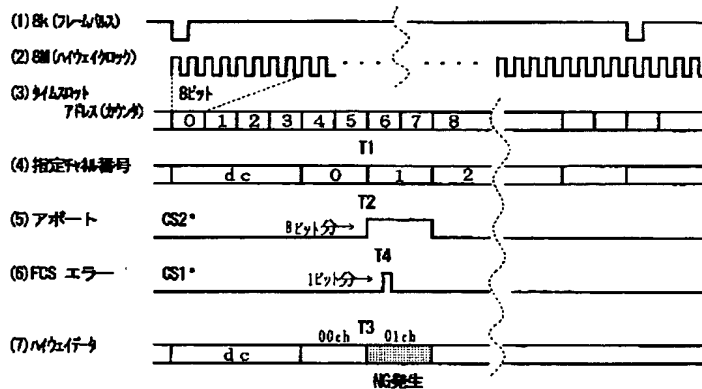 (1) 8k (フレームパルス)
(2) 8M (ハイウェイクロック)
(3) タイムスロット
アドレス(カウンタ)
8ビット
0 1 2 3 4 5 6 7 8
T1
(4) 指定チャネル番号
dc 0 1 2
T2
(5) アポート CS2*
8ビット分→
T4
(6) FCS エラー CS1*
1ビット分→
T3
00ch 01ch
(7) ハイウェイデータ
dc
NG発生